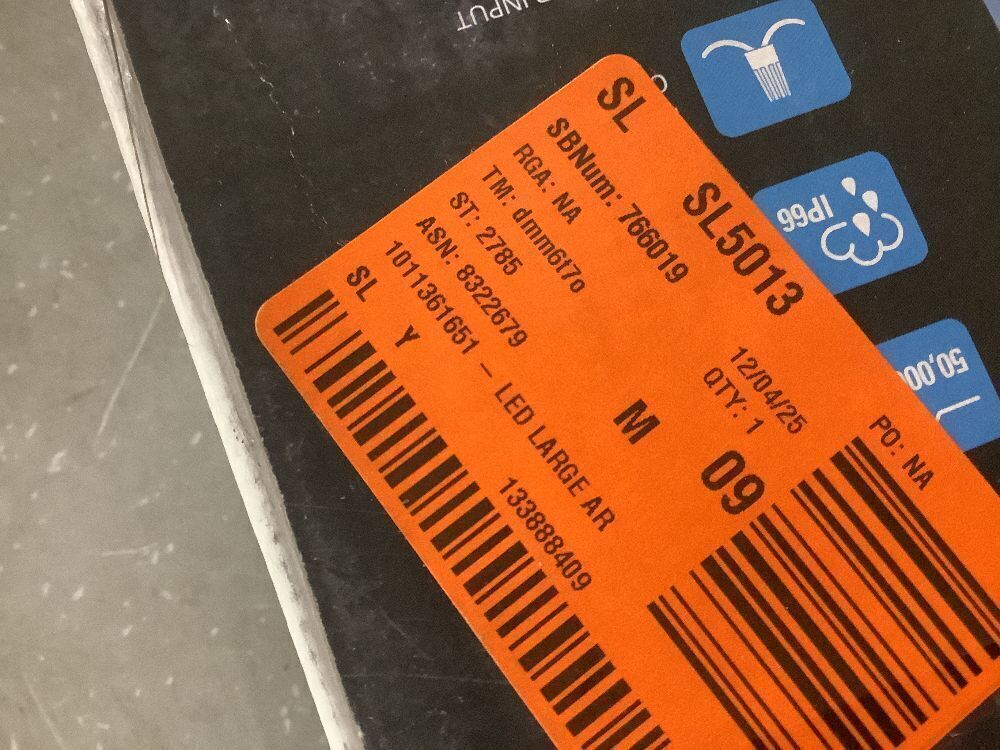 SL SL5013
SBNum: 766019 12/04/25
RGA: NA QTY: 1
TM: dmm6t7o
ST: 2785 M 09 PO: NA
ASN: 8322679
1011361651 – LED LARGE AR
SL Y 133888409
INPUT
IP66
50,00